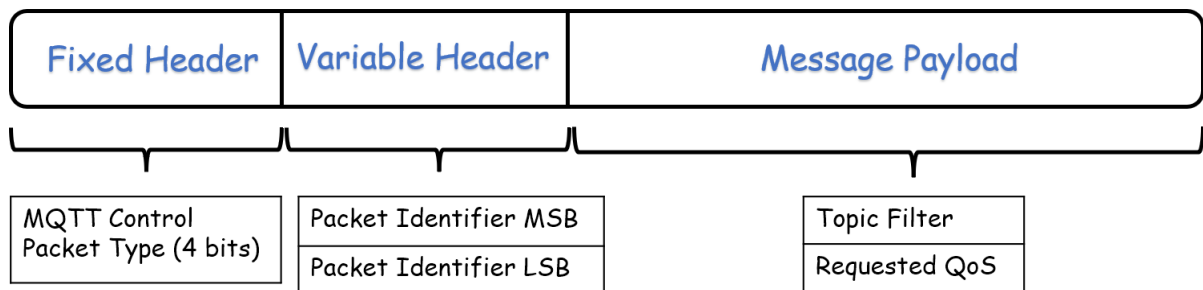 Fixed Header
Variable Header
Message Payload
MQTT Control
Packet Type (4 bits)
Packet Identifier MSB
Packet Identifier LSB
Topic Filter
Requested QoS